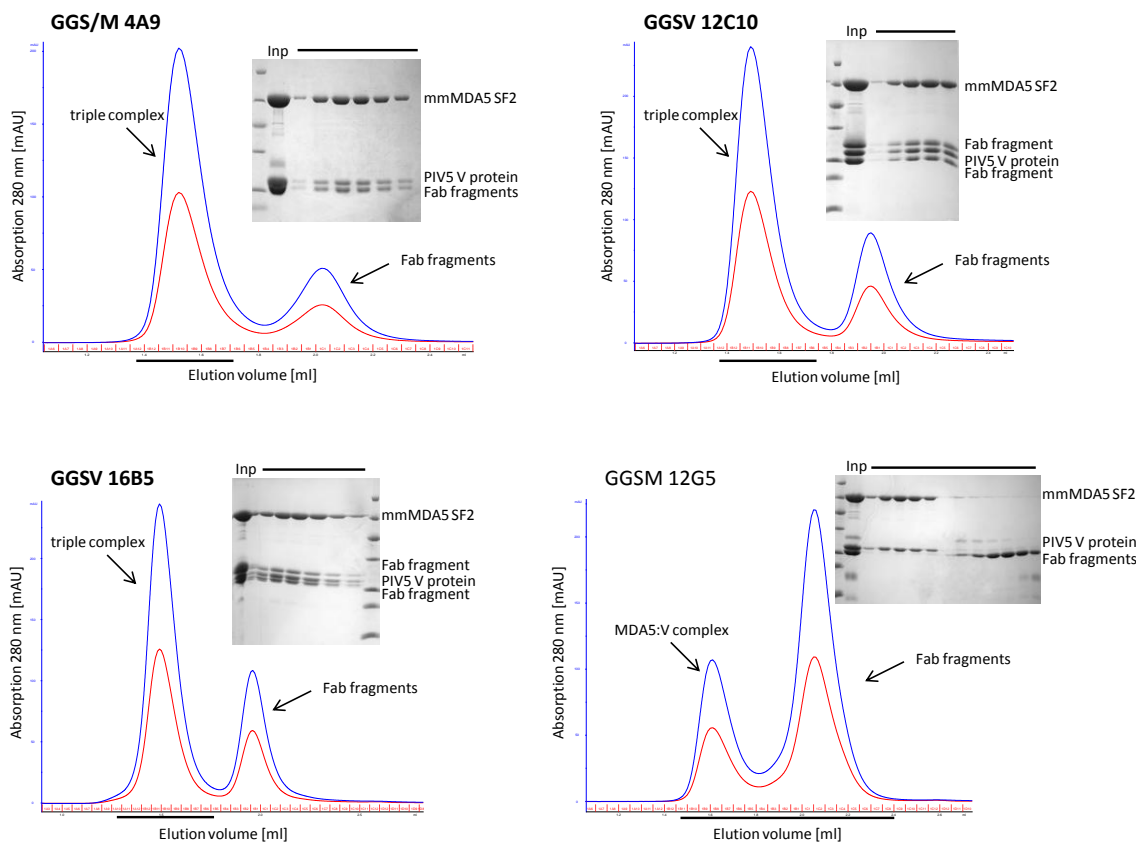 GGS/M 4A9
Inp
mmMDA5 SF2
triple complex
PIV5 V protein
Fab fragments
Fab fragments
Absorption 280 nm [mAU]
Elution volume [ml]
GGSV 12C10
Inp
mmMDA5 SF2
triple complex
Fab fragment
PIV5 V protein
Fab fragment
Fab fragments
Absorption 280 nm [mAU]
Elution volume [ml]
GGSV 16B5
Inp
mmMDA5 SF2
triple complex
Fab fragment
PIV5 V protein
Fab fragment
Fab fragments
Absorption 280 nm [mAU]
Elution volume [ml]
GGSM 12G5
Inp
mmMDA5 SF2
PIV5 V protein
Fab fragments
MDA5:V complex
Fab fragments
Absorption 280 nm [mAU]
Elution volume [ml]